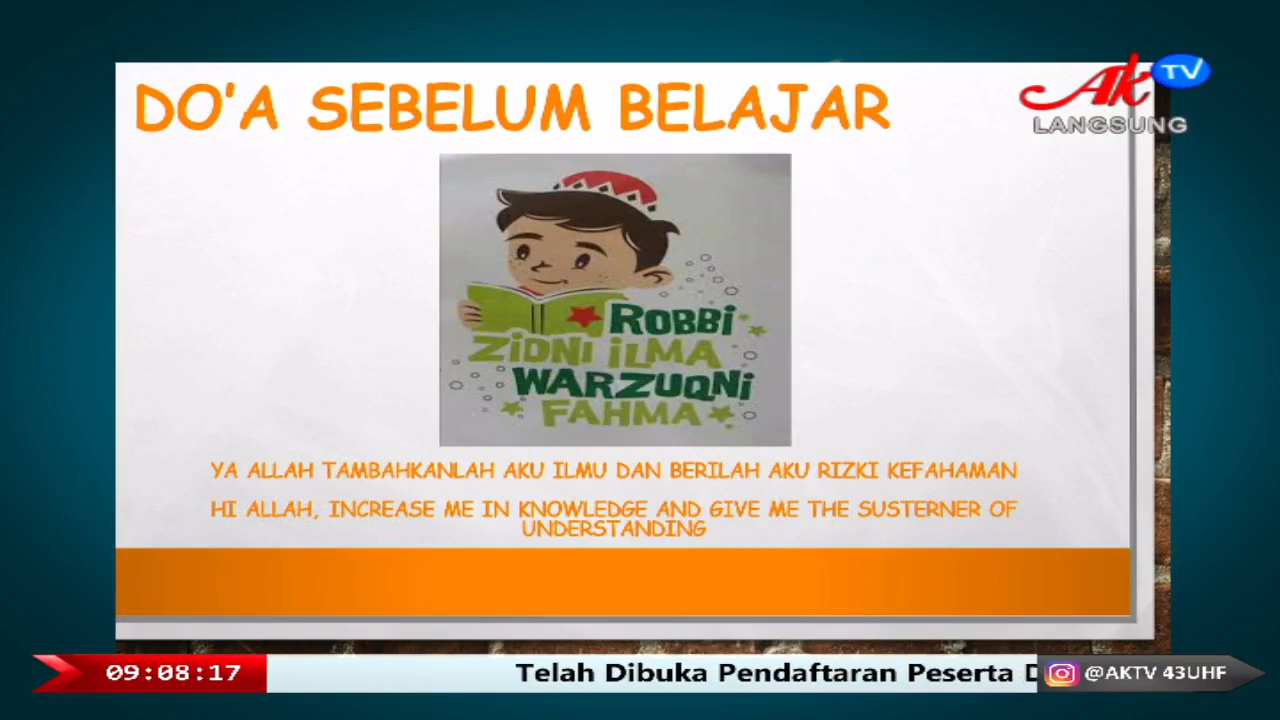 DO'A SEBELUM BELAJAR
Ak TV
LANGSUNG
ROBBI
ZIDNI ILMA
WARZUQNI
FAHMA
YA ALLAH TAMBAHKANLAH AKU ILMU DAN BERILAH AKU RIZKI KEFAHAMAN
HI ALLAH, INCREASE ME IN KNOWLEDGE AND GIVE ME THE SUSTERNER OF
UNDERSTANDING
09:08:17
Telah Dibuka Pendaftaran Peserta D
@AKTV 43UHF